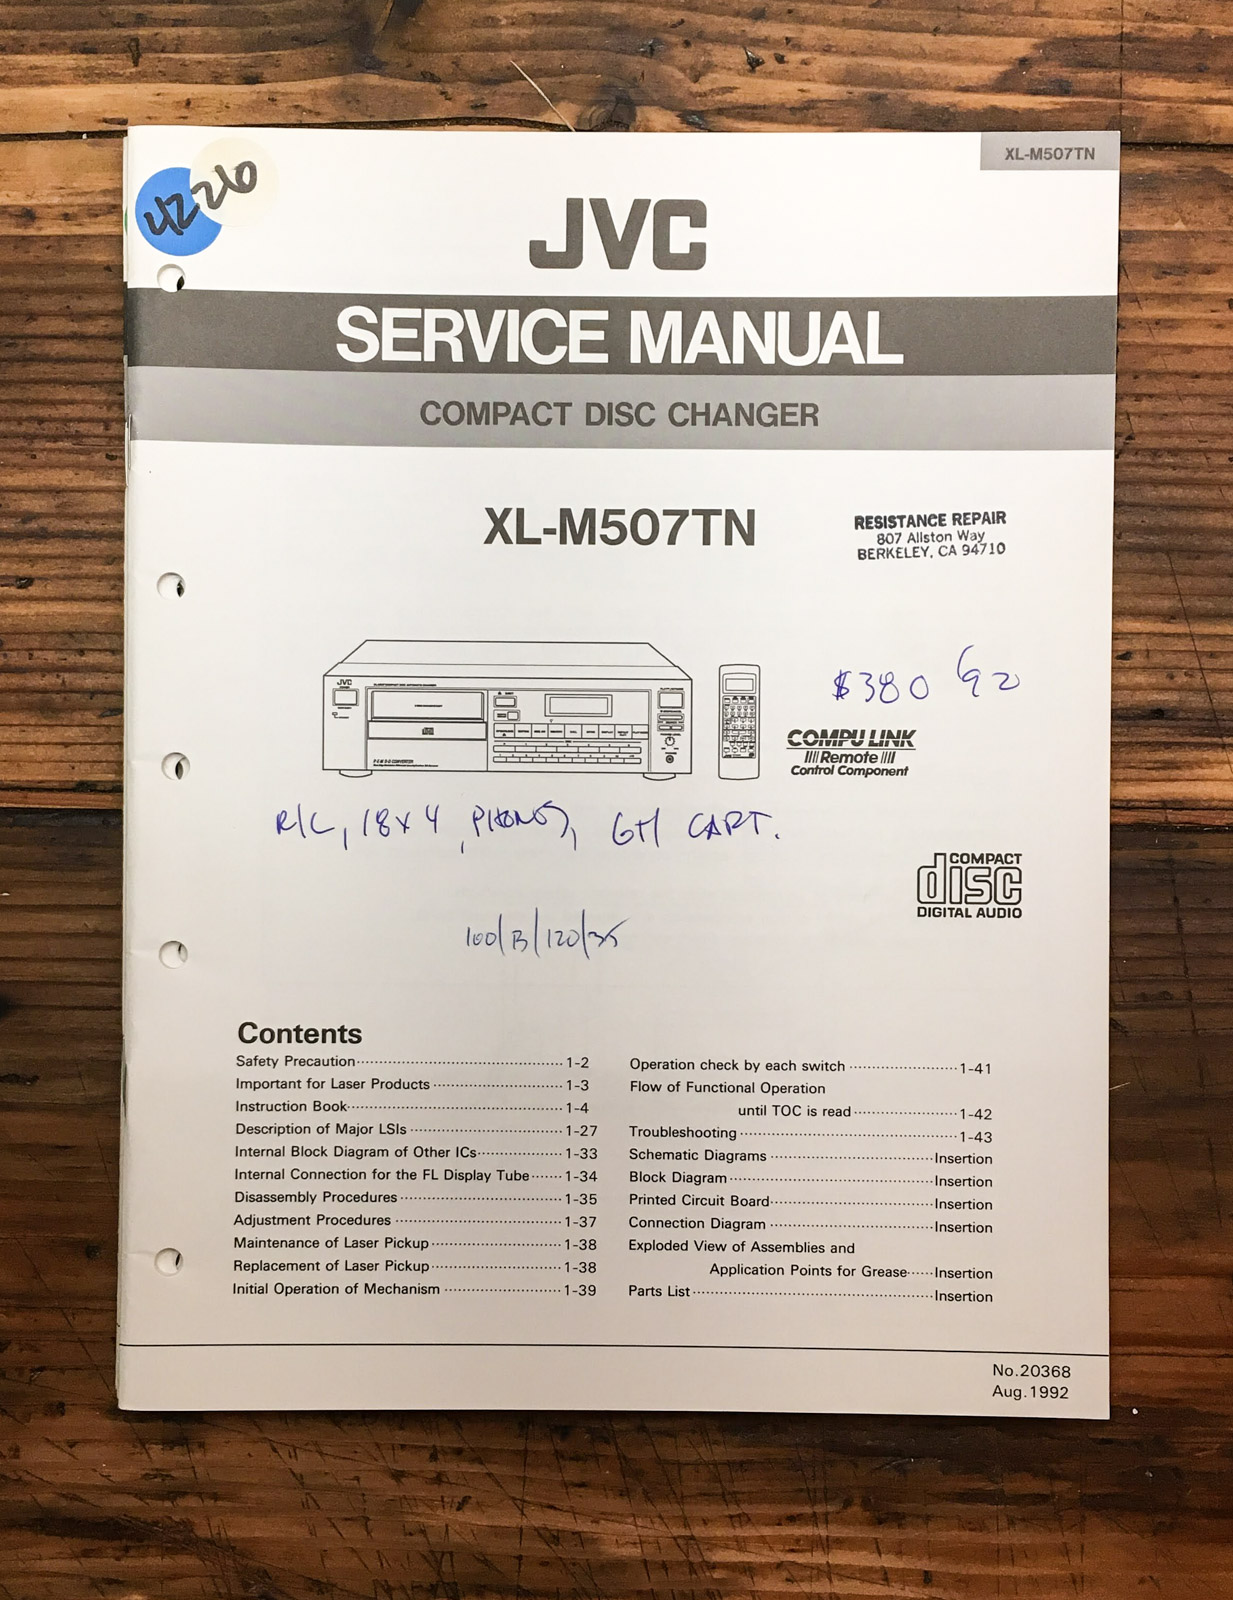 4226
XL-M507TN
JVC
SERVICE MANUAL
COMPACT DISC CHANGER
XL-M507TN
RESISTANCE REPAIR
807 Allston Way
BERKELEY, CA 94710
JVC
$380 '92
COMPU LINK
Remote
Control Component
R/C, 18x4, PHONES, 6+1 CART.
COMPACT
disc
DIGITAL AUDIO
100/B/120/35
Contents
Safety Precaution 1-2
Important for Laser Products 1-3
Instruction Book 1-4
Description of Major LSIs 1-27
Internal Block Diagram of Other ICs 1-33
Internal Connection for the FL Display Tube 1-34
Disassembly Procedures 1-35
Adjustment Procedures 1-37
Maintenance of Laser Pickup 1-38
Replacement of Laser Pickup 1-38
Initial Operation of Mechanism 1-39
Operation check by each switch 1-41
Flow of Functional Operation
until TOC is read 1-42
Troubleshooting 1-43
Schematic Diagrams Insertion
Block Diagram Insertion
Printed Circuit Board Insertion
Connection Diagram Insertion
Exploded View of Assemblies and
Application Points for Grease Insertion
Parts List Insertion
No.20368
Aug.1992